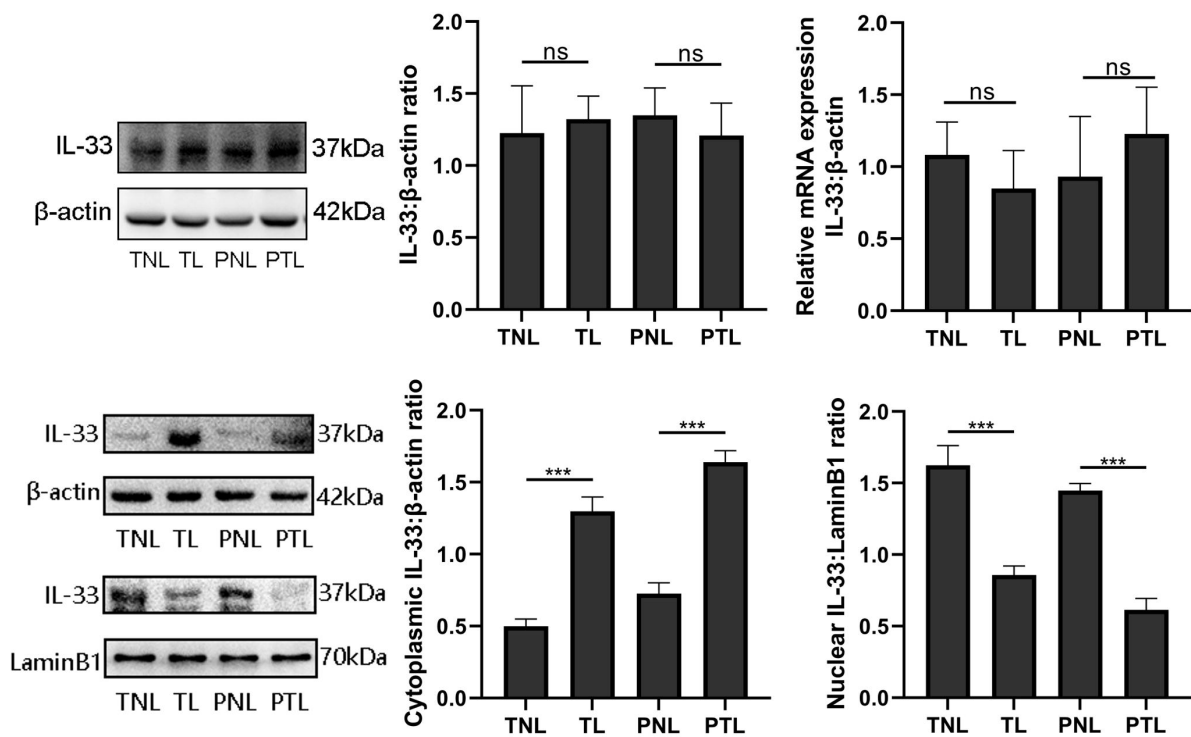 IL-33 37kDa
β-actin 42kDa
TNL TL PNL PTL
IL-33:β-actin ratio
2.0
1.5
1.0
0.5
0.0
ns ns
TNL TL PNL PTL
Relative mRNA expression
IL-33:β-actin
2.0
1.5
1.0
0.5
0.0
ns ns
TNL TL PNL PTL
IL-33 37kDa
β-actin 42kDa
TNL TL PNL PTL
IL-33 37kDa
LaminB1 70kDa
TNL TL PNL PTL
Cytoplasmic IL-33:β-actin ratio
2.0
1.5
1.0
0.5
0.0
*** ***
TNL TL PNL PTL
Nuclear IL-33:LaminB1 ratio
2.0
1.5
1.0
0.5
0.0
*** ***
TNL TL PNL PTL